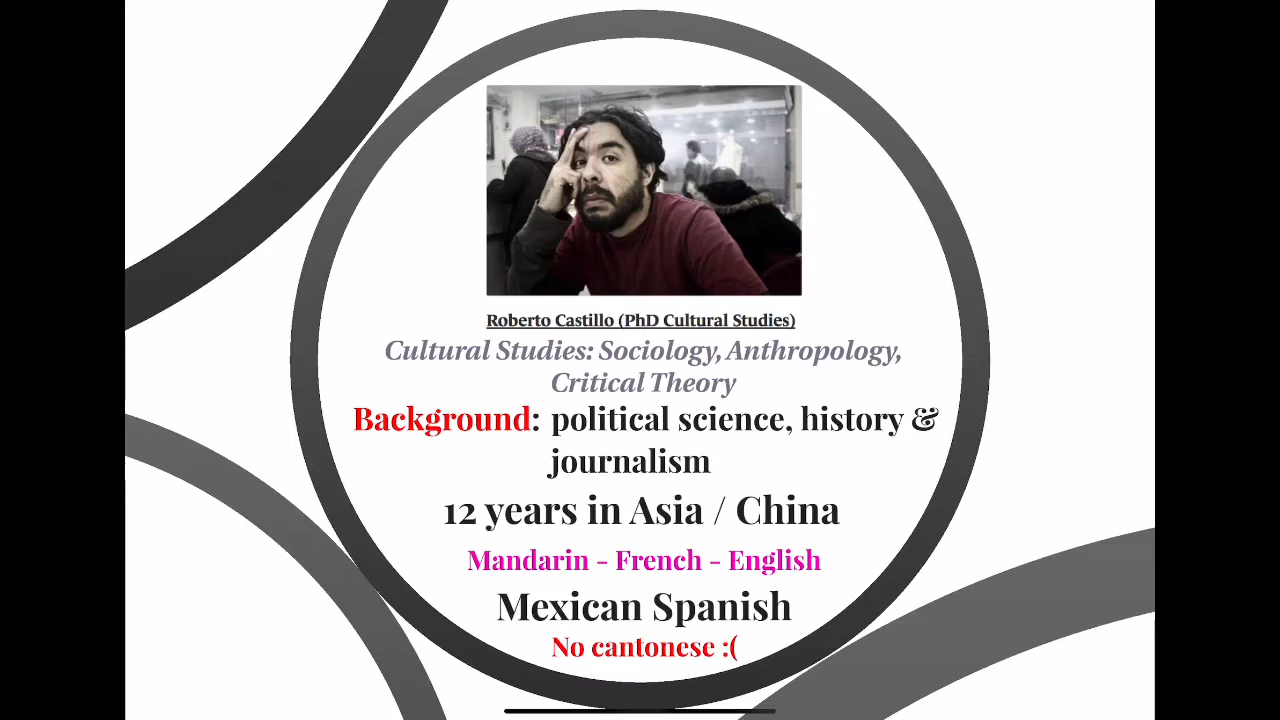 Roberto Castillo (PhD Cultural Studies)
Cultural Studies: Sociology, Anthropology,
Critical Theory
Background: political science, history &
journalism
12 years in Asia / China
Mandarin - French - English
Mexican Spanish
No cantonese :(